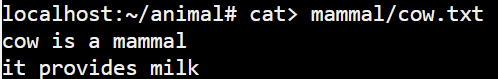 localhost:~/animal# cat> mammal/cow.txt
cow is a mammal
it provides milk